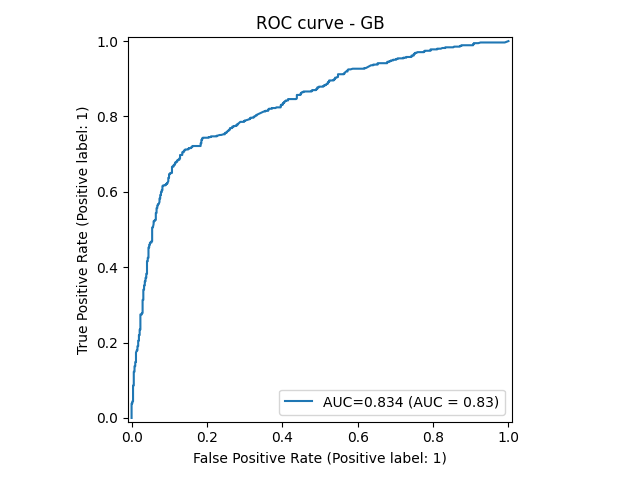 ROC curve - GB
True Positive Rate (Positive label: 1)
1.0
0.8
0.6
0.4
0.2
0.0
AUC=0.834 (AUC = 0.83)
0.0 0.2 0.4 0.6 0.8 1.0
False Positive Rate (Positive label: 1)